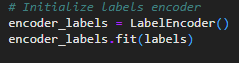 # Initialize labels encoder
encoder_labels = LabelEncoder()
encoder_labels.fit(labels)